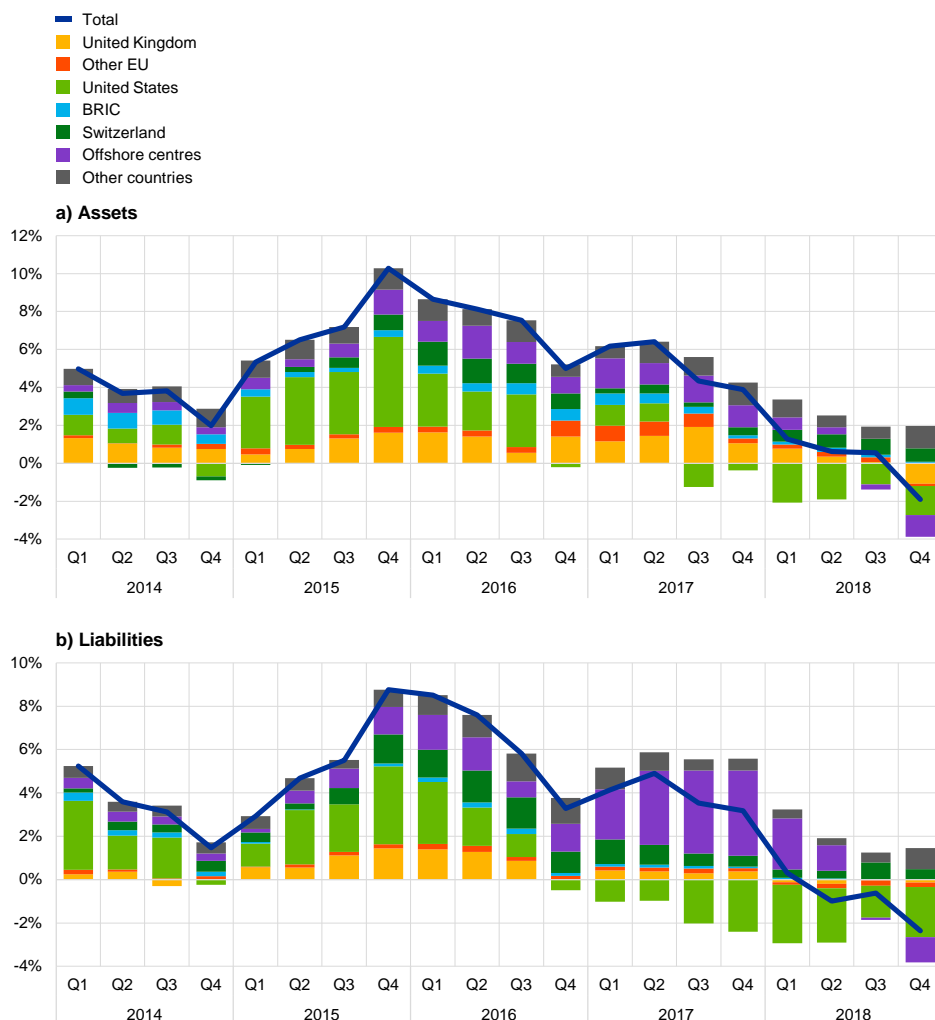 Total
United Kingdom
Other EU
United States
BRIC
Switzerland
Offshore centres
Other countries
a) Assets
12%
10%
8%
6%
4%
2%
0%
-2%
-4%
Q1 Q2 Q3 Q4 Q1 Q2 Q3 Q4 Q1 Q2 Q3 Q4 Q1 Q2 Q3 Q4 Q1 Q2 Q3 Q4
2014 2015 2016 2017 2018
b) Liabilities
10%
8%
6%
4%
2%
0%
-2%
-4%
Q1 Q2 Q3 Q4 Q1 Q2 Q3 Q4 Q1 Q2 Q3 Q4 Q1 Q2 Q3 Q4 Q1 Q2 Q3 Q4
2014 2015 2016 2017 2018